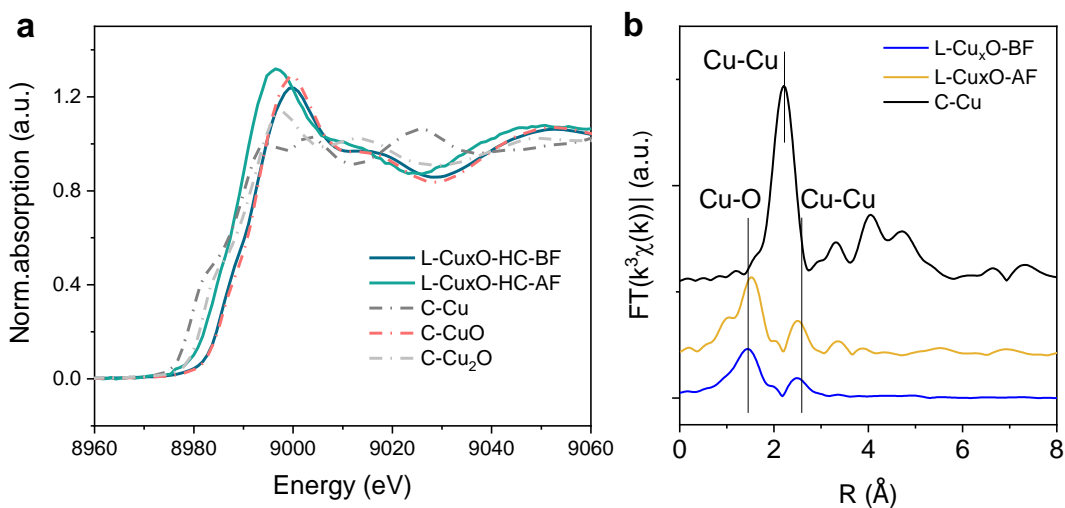 a
Norm.absorption (a.u.)
1.2
0.8
0.4
0.0
L-CuxO-HC-BF
L-CuxO-HC-AF
C-Cu
C-CuO
C-Cu₂O
8960
8980
9000
9020
9040
9060
Energy (eV)
b
FT(k³χ(k))| (a.u.)
Cu-Cu
Cu-O
Cu-Cu
L-CuₓO-BF
L-CuxO-AF
C-Cu
0
2
4
6
8
R (Å)